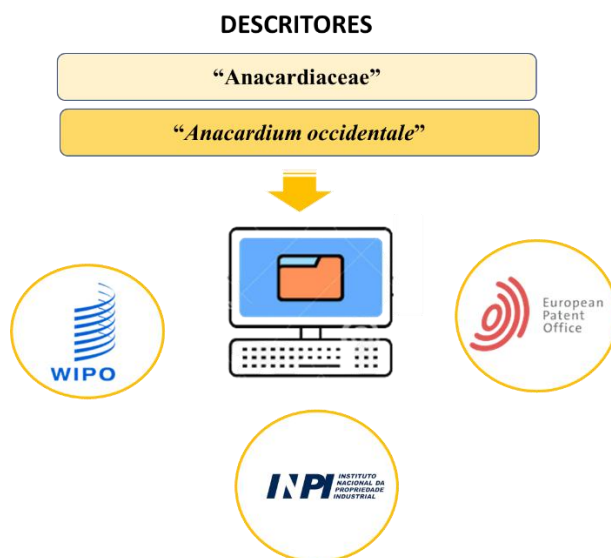 DESCRITORES
“Anacardiaceae”
“Anacardium occidentale”
WIPO
European
Patent
Office
INPI
INSTITUTO
NACIONAL DA
PROPRIEDADE
INDUSTRIAL